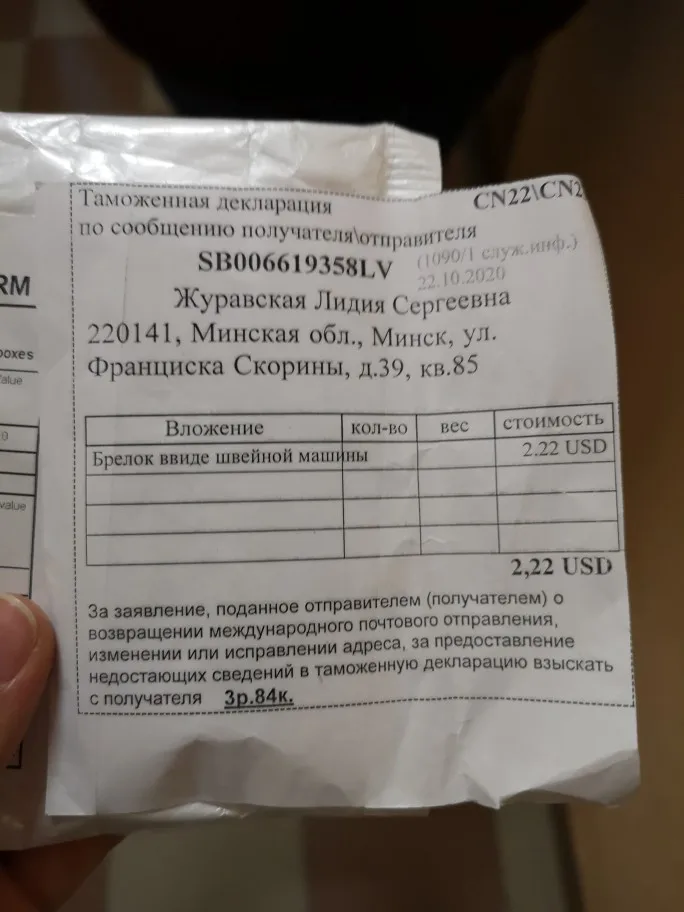 Таможенная декларация
CN22\CN2
по сообщению получателя\отправителя
SB006619358LV
(1090/1 служ.инф.)
22.10.2020
Журавская Лидия Сергеевна
220141, Минская обл., Минск, ул.
Франциска Скорины, д.39, кв.85
Вложение кол-во вес стоимость
Брелок ввиде швейной машины 2.22 USD
2,22 USD
За заявление, поданное отправителем (получателем) о
возвращении международного почтового отправления,
изменении или исправлении адреса, за предоставление
недостающих сведений в таможенную декларацию взыскать
с получателя 3р.84к.
RM
boxes
alue
value